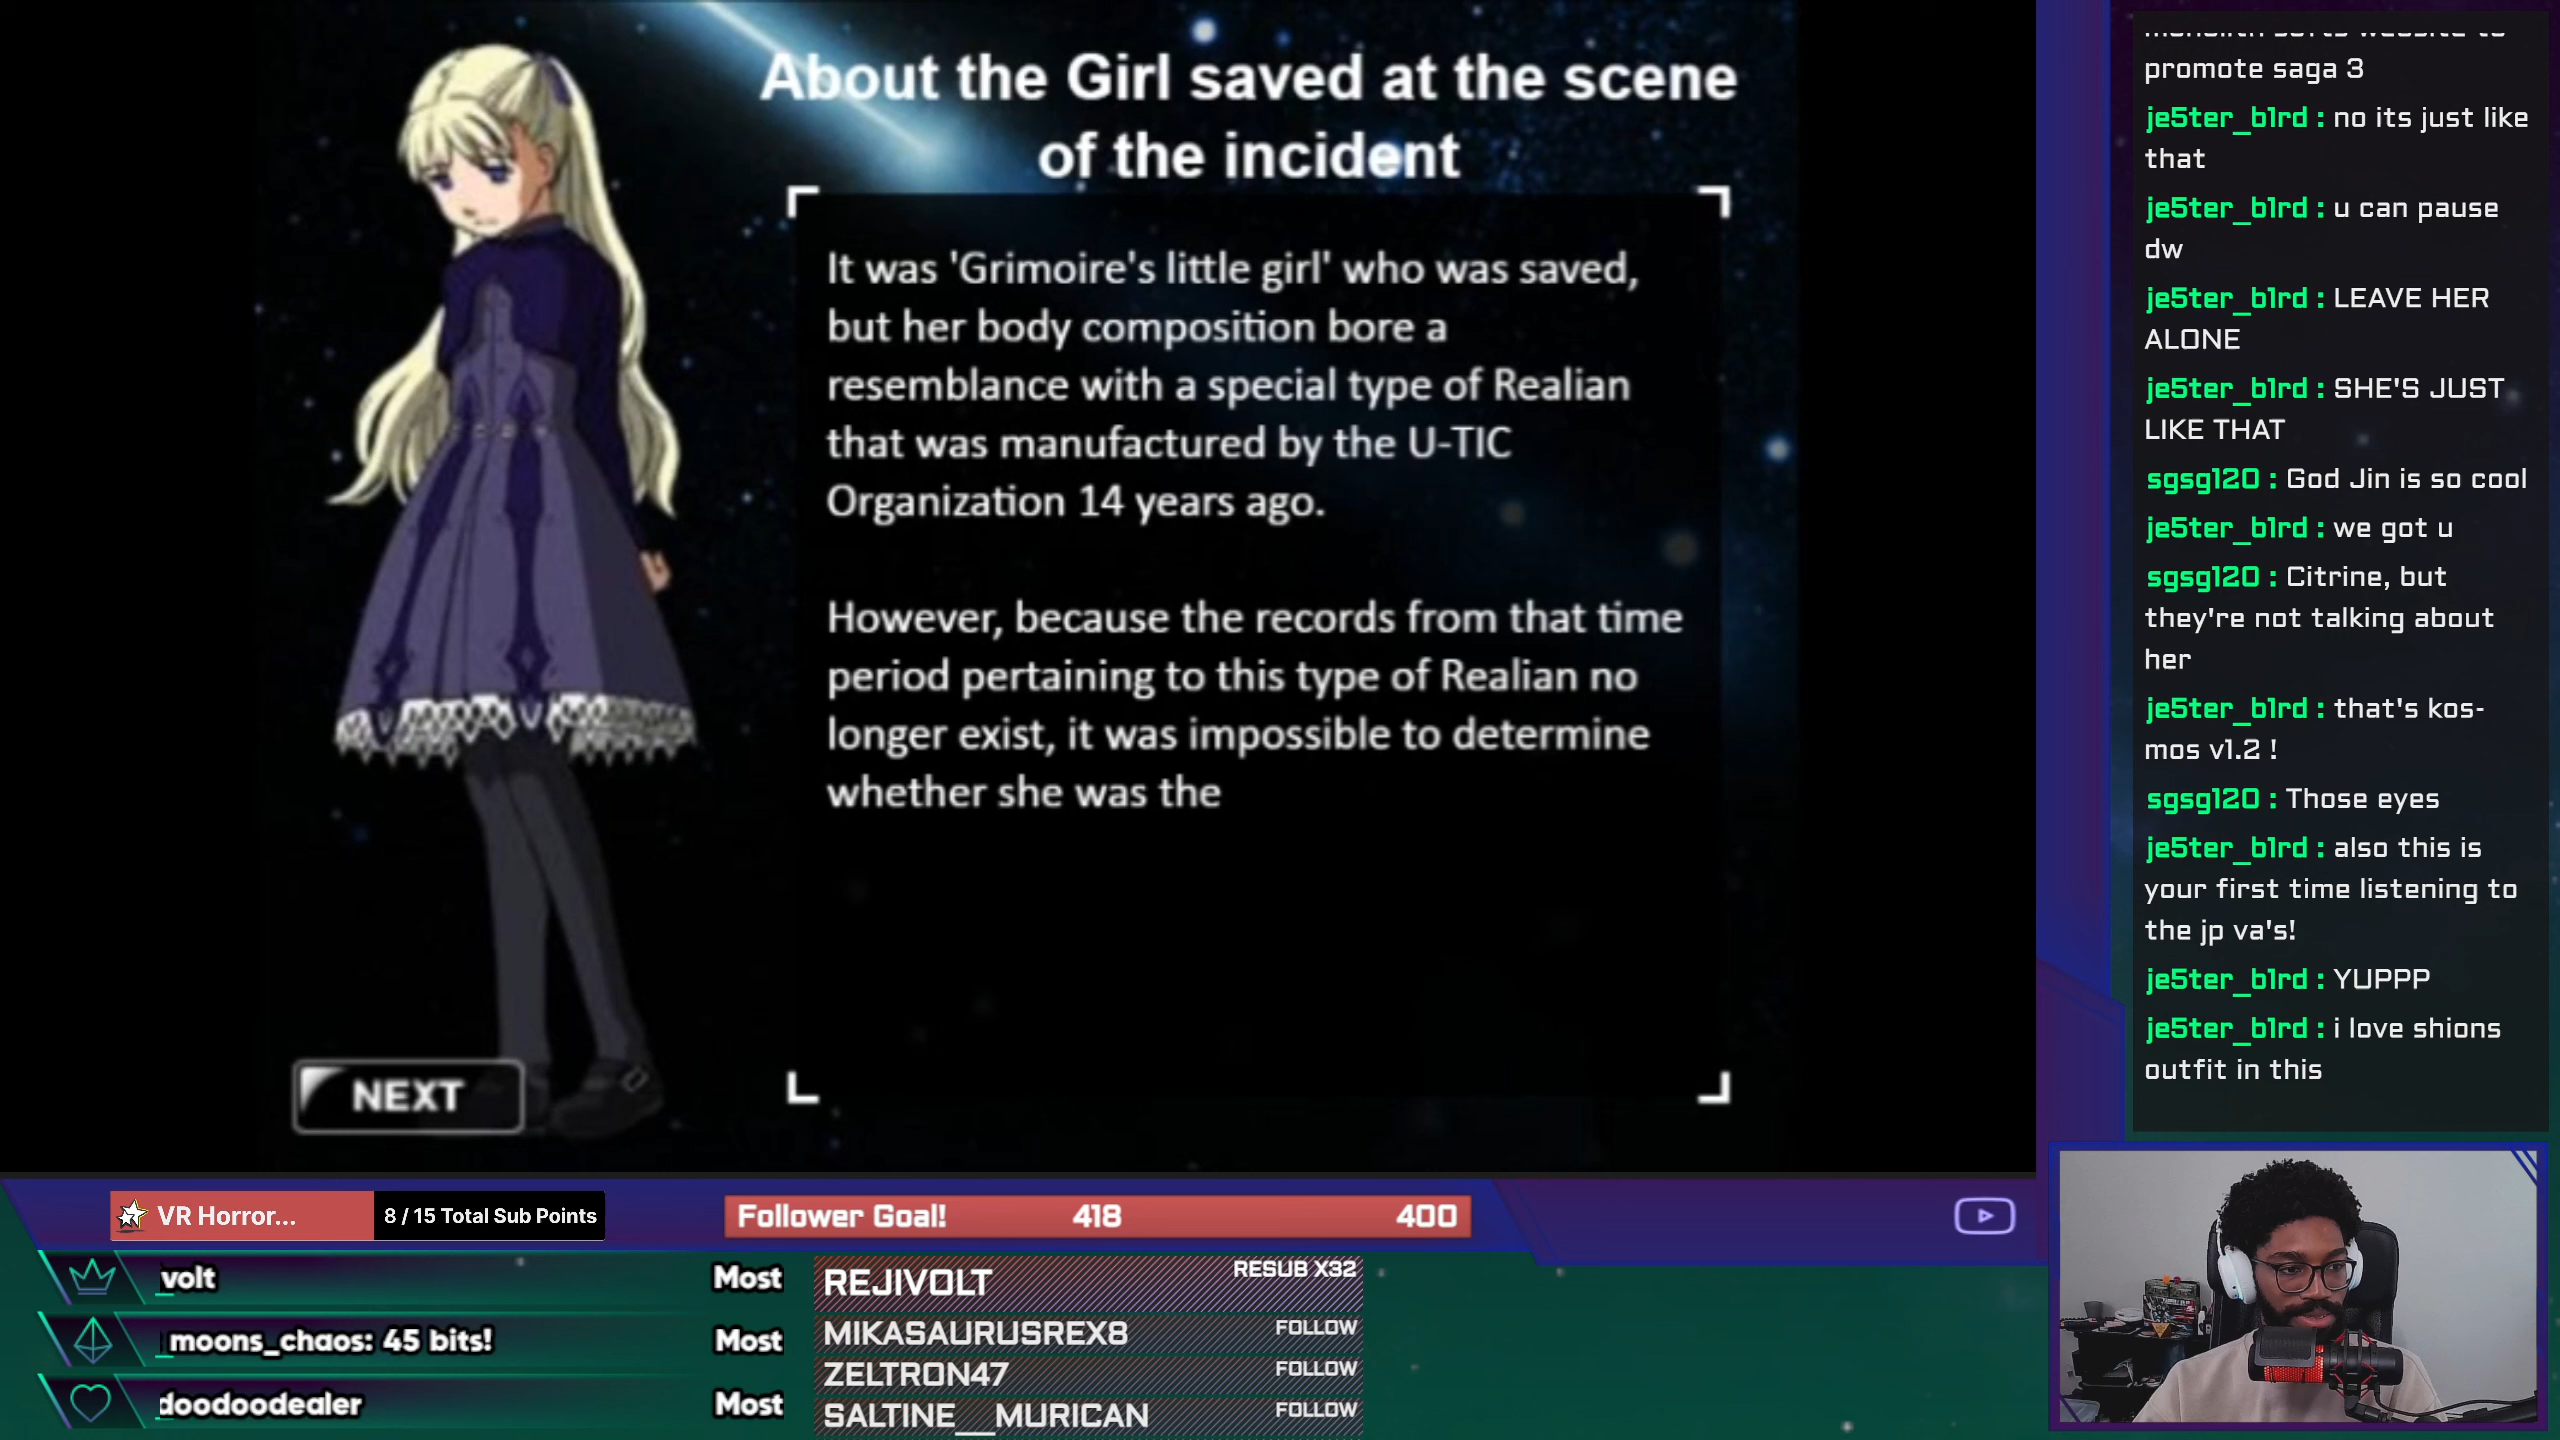 About the Girl saved at the scene
of the incident
It was 'Grimoire's little girl' who was saved,
but her body composition bore a
resemblance with a special type of Realian
that was manufactured by the U-TIC
Organization 14 years ago.
However, because the records from that time
period pertaining to this type of Realian no
longer exist, it was impossible to determine
whether she was the
NEXT
promote saga 3
je5ter_b1rd : no its just like
that
je5ter_b1rd : u can pause
dw
je5ter_b1rd : LEAVE HER
ALONE
je5ter_b1rd : SHE'S JUST
LIKE THAT
sgsg120 : God Jin is so cool
je5ter_b1rd : we got u
sgsg120 : Citrine, but
they're not talking about
her
je5ter_b1rd : that's kos-
mos v1.2 !
sgsg120 : Those eyes
je5ter_b1rd : also this is
your first time listening to
the jp va's!
je5ter_b1rd : YUPPP
je5ter_b1rd : i love shions
outfit in this
VR Horror...
8 / 15 Total Sub Points
Follower Goal! 418 400
_volt Most
_moons_chaos: 45 bits! Most
doodoodealer Most
REJIVOLT RESUB X32
MIKASAURUSREX8 FOLLOW
ZELTRON47 FOLLOW
SALTINE__MURICAN FOLLOW